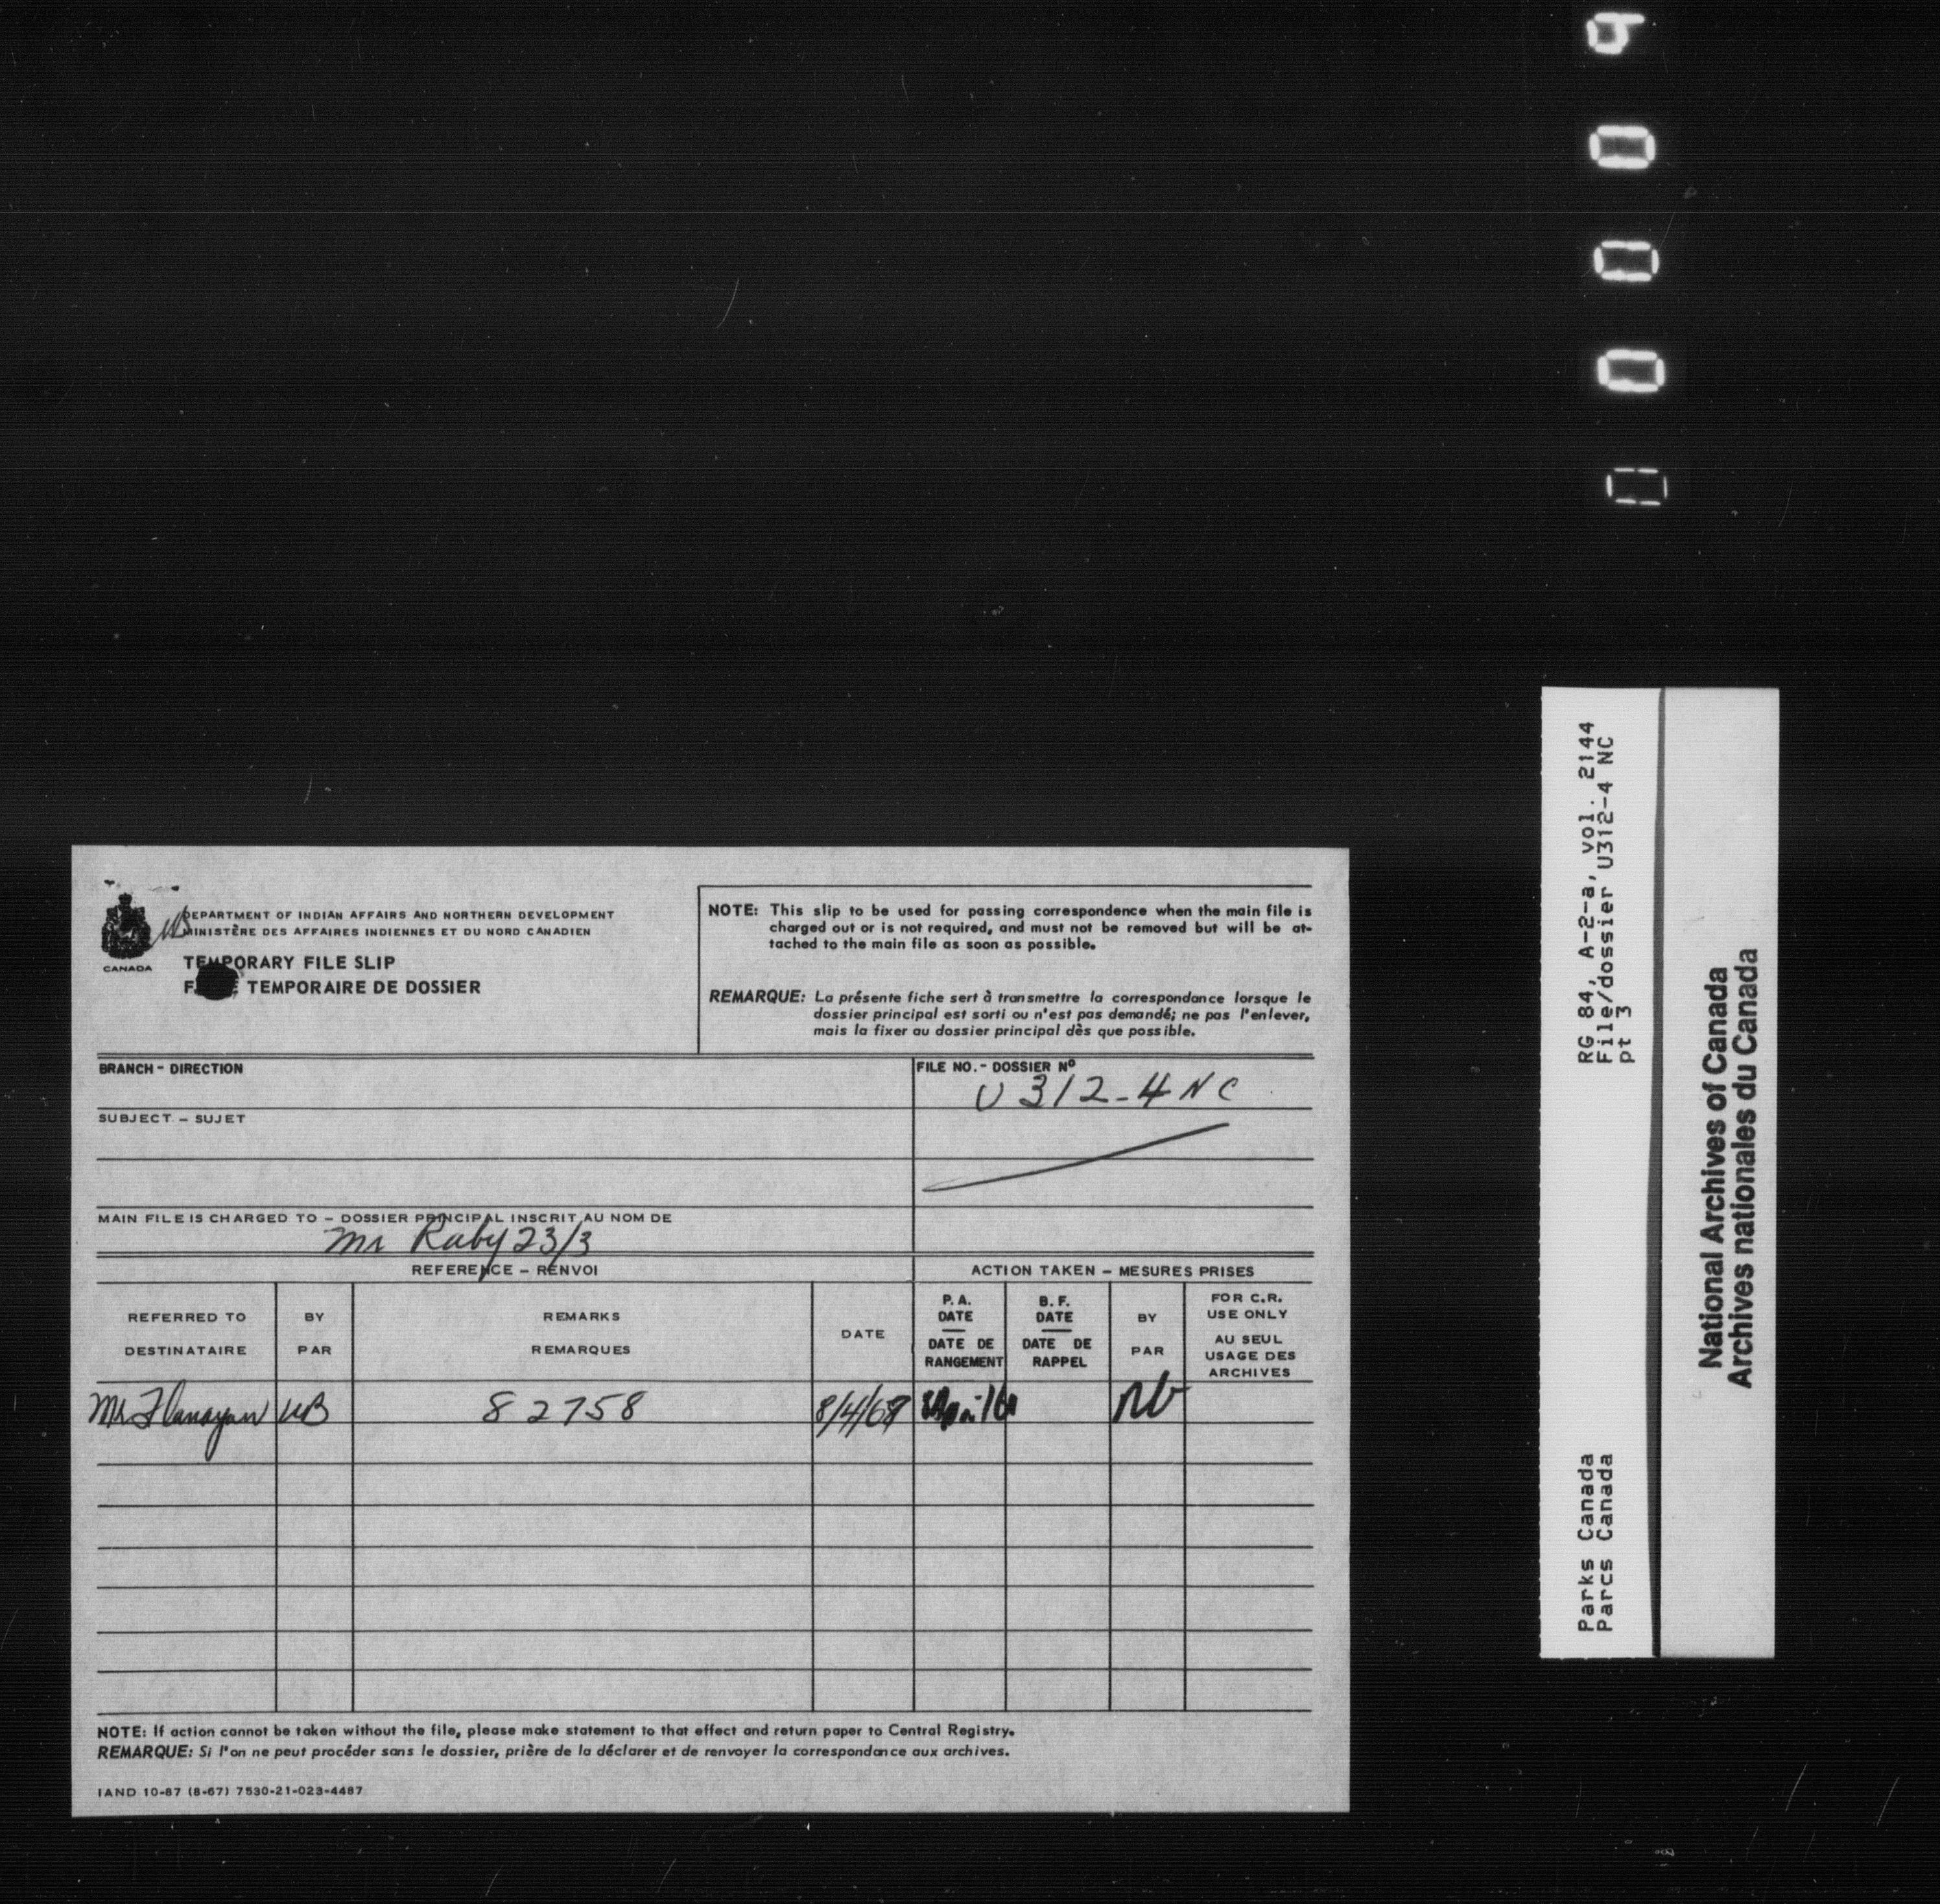 DEPARTMENT OF INDIAN AFFAIRS AND NORTHERN DEVELOPMENT
MINISTÈRE DES AFFAIRES INDIENNES ET DU NORD CANADIEN
CANADA
TEMPORARY FILE SLIP
TEMPORAIRE DE DOSSIER
NOTE: This slip to be used for passing correspondence when the main file is
charged out or is not required, and must not be removed but will be at-
tached to the main file as soon as possible.
REMARQUE: La présente fiche sert à transmettre la correspondance lorsque le
dossier principal est sorti ou n'est pas demandé; ne pas l'enlever,
mais la fixer au dossier principal dès que possible.
BRANCH - DIRECTION
FILE NO. - DOSSIER Nº
U 312-4 NC
SUBJECT - SUJET
MAIN FILE IS CHARGED TO - DOSSIER PRINCIPAL INSCRIT AU NOM DE
Mr Raby 23/3
REFERENCE - RENVOI
ACTION TAKEN - MESURES PRISES
REFERRED TO
DESTINATAIRE
BY
PAR
REMARKS
REMARQUES
DATE
P. A.
DATE
DATE DE
RANGEMENT
B. F.
DATE
DATE DE
RAPPEL
BY
PAR
FOR C.R.
USE ONLY
AU SEUL
USAGE DES
ARCHIVES
Mr Flanagan WB 82758 8/4/68
NOTE: If action cannot be taken without the file, please make statement to that effect and return paper to Central Registry.
REMARQUE: Si l'on ne peut procéder sans le dossier, prière de la déclarer et de renvoyer la correspondance aux archives.
IAND 10-87 (8-67) 7530-21-023-4487
RG 84, A-2-a, vol. 2144
File/dossier U312-4 NC
pt 3
Parks Canada
Parcs Canada
National Archives of Canada
Archives nationales du Canada